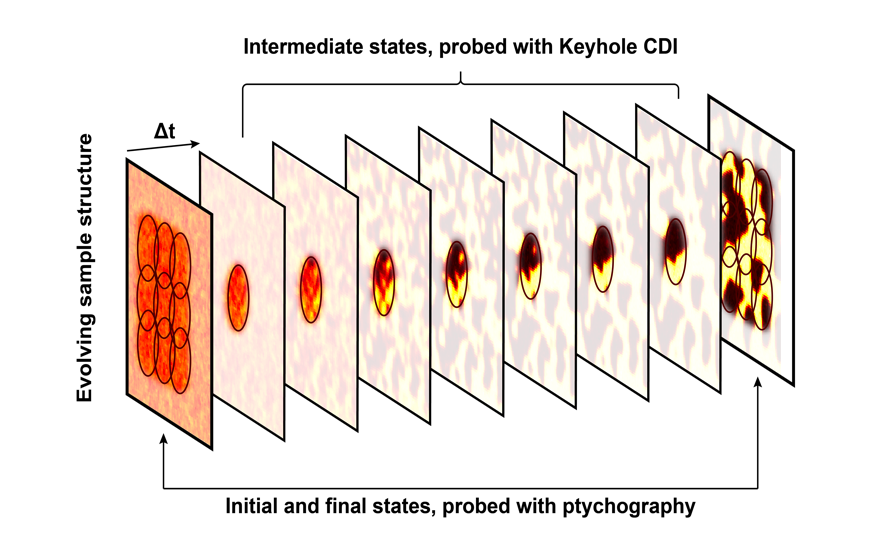 Intermediate states, probed with Keyhole CDI
Δt
Evolving sample structure
Initial and final states, probed with ptychography